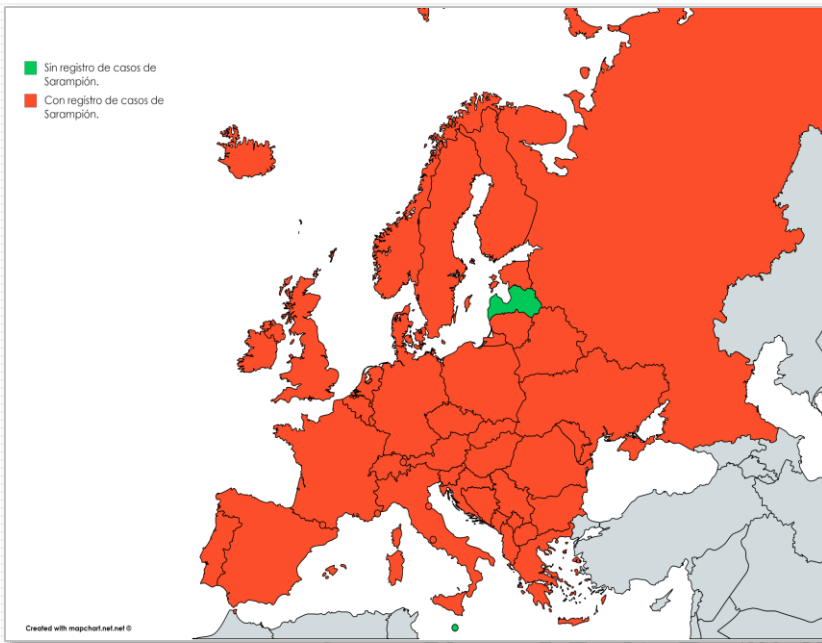 Sin registro de casos de
Sarampión.
Con registro de casos de
Sarampión.
Created with mapchart.net.net ©